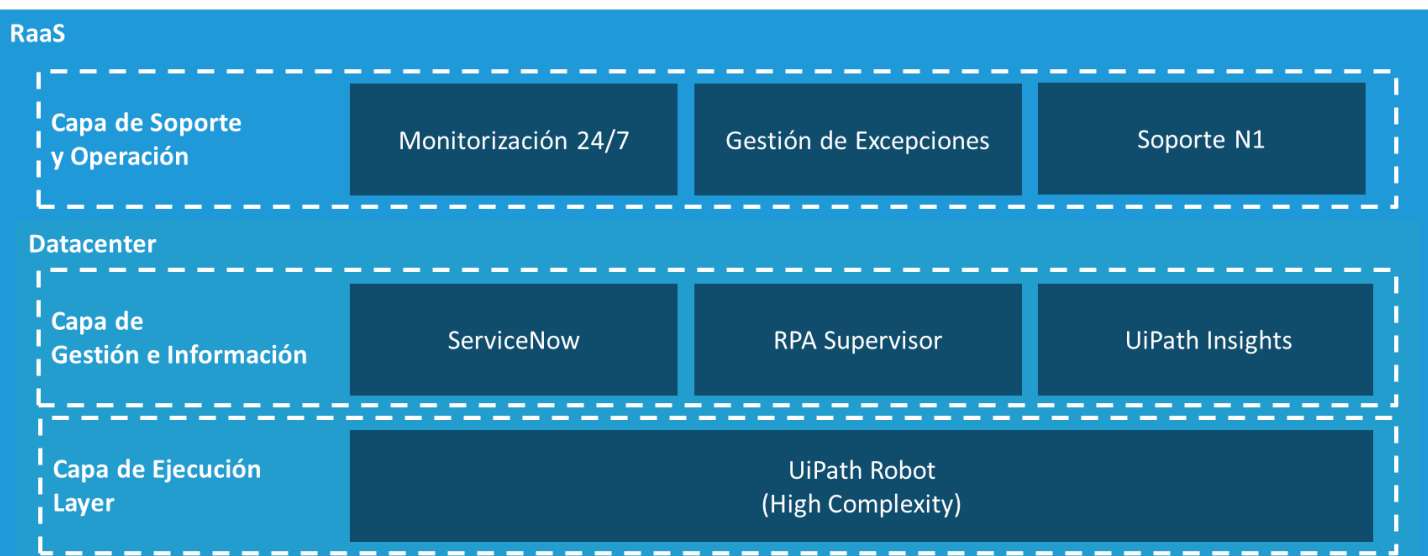 RaaS
Capa de Soporte
y Operación
Monitorización 24/7
Gestión de Excepciones
Soporte N1
Datacenter
Capa de
Gestión e Información
ServiceNow
RPA Supervisor
UiPath Insights
Capa de Ejecución
Layer
UiPath Robot
(High Complexity)